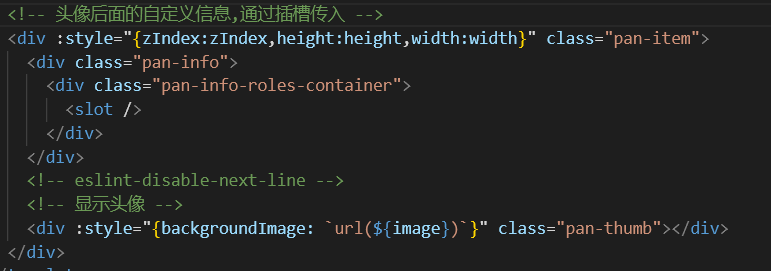 <!-- 头像后面的自定义信息,通过插槽传入 -->
<div :style="{zIndex:zIndex,height:height,width:width}" class="pan-item">
  <div class="pan-info">
    <div class="pan-info-roles-container">
      <slot />
    </div>
  </div>
  <!-- eslint-disable-next-line -->
  <!-- 显示头像 -->
  <div :style="{backgroundImage: `url(${image})`}" class="pan-thumb"></div>
</div>